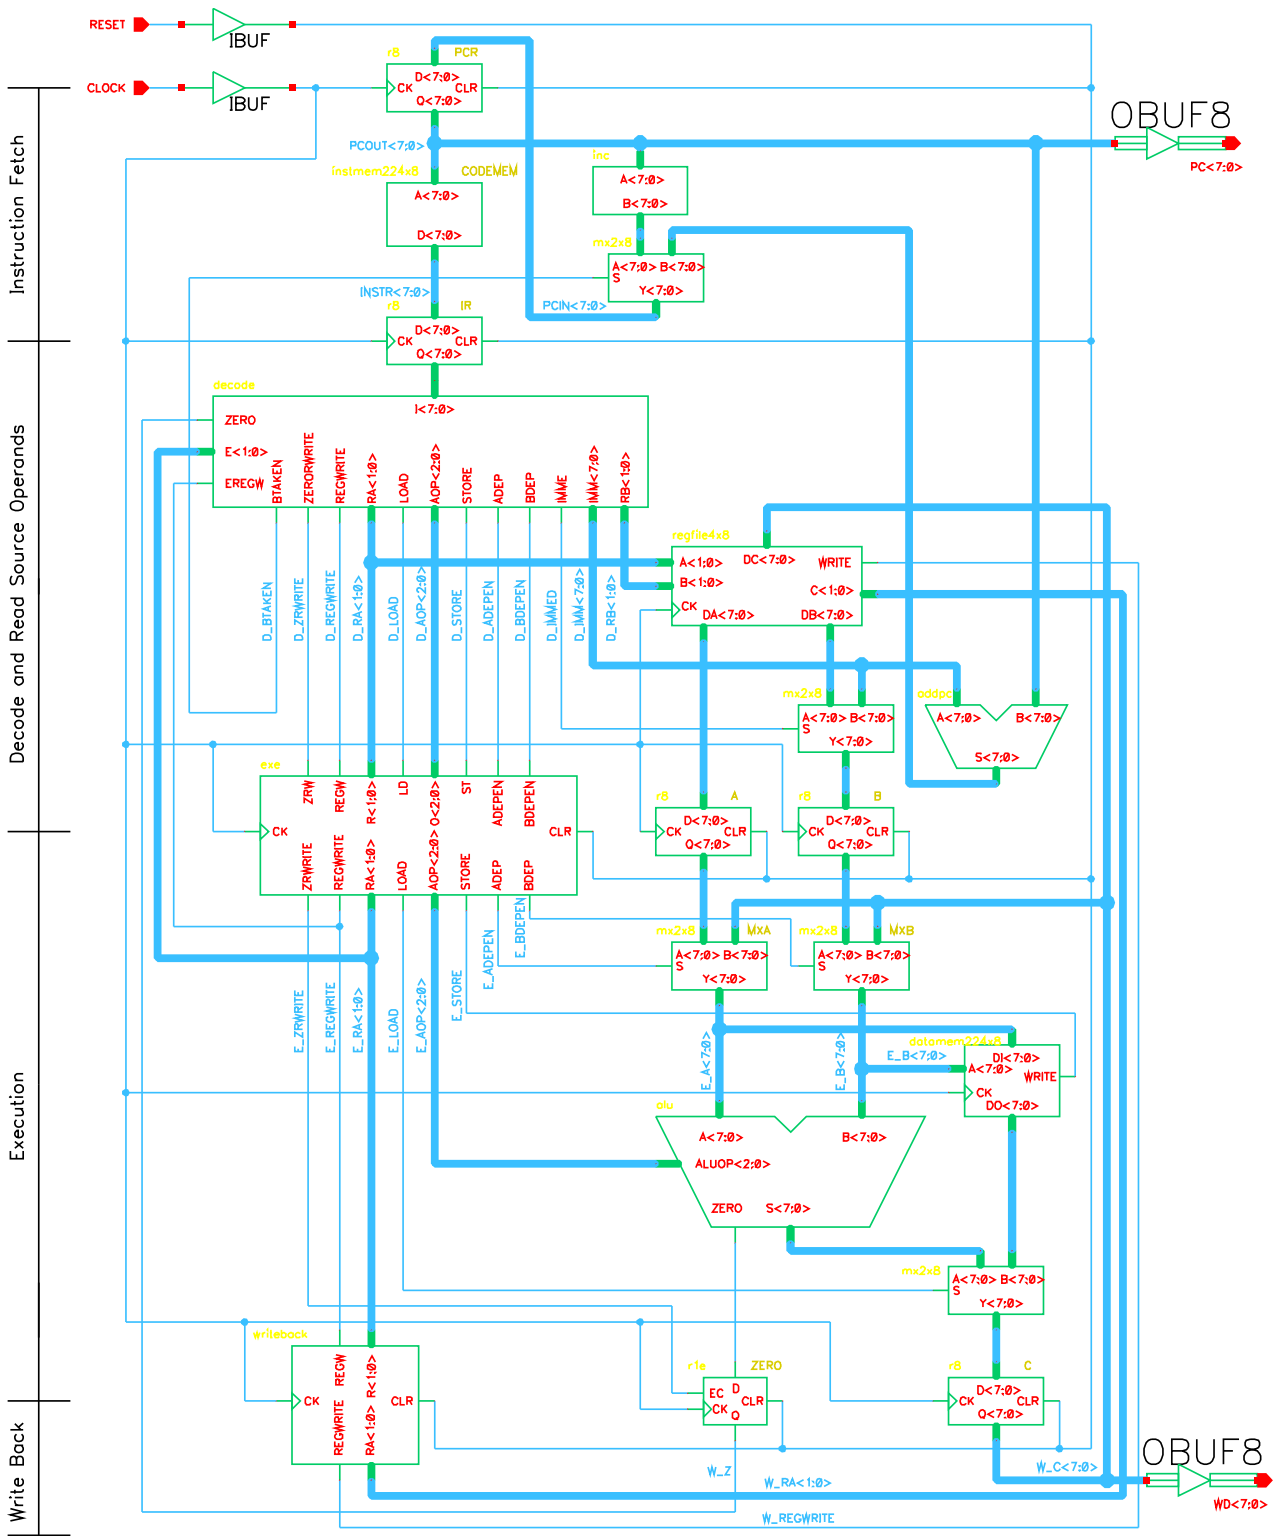 RESET
IBUF
CLOCK
IBUF
r8 PCR
D<7:0>
CK CLR
Q<7:0>
OBUF8
PC<7:0>
PCOUT<7:0>
instmem224x8 CODEMEM
A<7:0>
D<7:0>
inc
A<7:0>
B<7:0>
mx2x8
A<7:0> B<7:0>
S
Y<7:0>
INSTR<7:0>
PCIN<7:0>
r8 IR
D<7:0>
CK CLR
Q<7:0>
Instruction Fetch
decode
I<7:0>
ZERO
E<1:0>
EREGW
BTAKEN
ZERORWRITE
REGWRITE
RA<1:0>
LOAD
AOP<2:0>
STORE
ADEP
BDEP
IMME
IMM<7:0>
RB<1:0>
D_BTAKEN
D_ZRWRITE
D_REGWRITE
D_RA<1:0>
D_LOAD
D_AOP<2:0>
D_STORE
D_ADEPEN
D_BDEPEN
D_IMMED
D_IMM<7:0>
D_RB<1:0>
regfile4x8
DC<7:0>
A<1:0> WRITE
B<1:0> C<1:0>
CK
DA<7:0> DB<7:0>
mx2x8
A<7:0> B<7:0>
S
Y<7:0>
addpc
A<7:0> B<7:0>
S<7:0>
Decode and Read Source Operands
exe
ZRW
REGW
R<1:0>
LD
O<2:0>
ST
ADEPEN
BDEPEN
CK CLR
ZRWRITE
REGWRITE
RA<1:0>
LOAD
AOP<2:0>
STORE
ADEP
BDEP
r8 A
D<7:0>
CK CLR
Q<7:0>
r8 B
D<7:0>
CK CLR
Q<7:0>
mx2x8 MXA
A<7:0> B<7:0>
S
Y<7:0>
mx2x8 MXB
A<7:0> B<7:0>
S
Y<7:0>
E_ZRWRITE
E_REGWRITE
E_RA<1:0>
E_LOAD
E_AOP<2:0>
E_STORE
E_ADEPEN
E_BDEPEN
E_A<7:0>
E_B<7:0>
E_B<7:0>
datamem224x8
DI<7:0>
A<7:0>
WRITE
CK
DO<7:0>
alu
A<7:0> B<7:0>
ALUOP<2:0>
ZERO S<7:0>
Execution
mx2x8
A<7:0> B<7:0>
S
Y<7:0>
writeback
REGW
R<1:0>
CK CLR
REGWRITE
RA<1:0>
r1e ZERO
EC D
CK CLR
Q
r8 C
D<7:0>
CK CLR
Q<7:0>
Write Back
W_Z
W_RA<1:0>
W_C<7:0>
W_REGWRITE
OBUF8
WD<7:0>